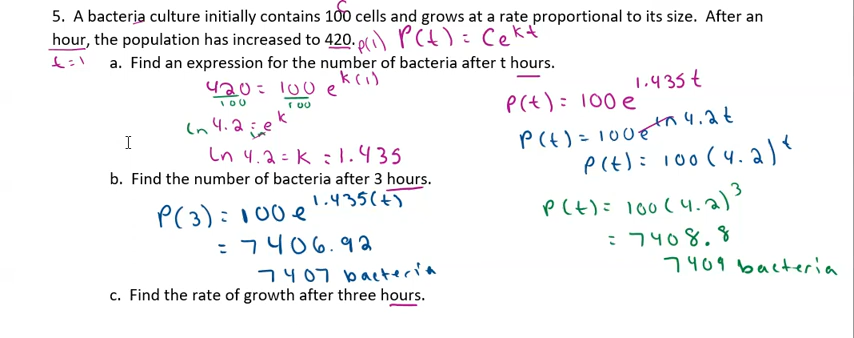 5. A bacteria culture initially contains 100 cells and grows at a rate proportional to its size. After an
C
hour, the population has increased to 420. P(1) P(t) = Ce^kt
t=1
a. Find an expression for the number of bacteria after t hours.
420 = 100 e^k(1)
100 100
ln 4.2 = e^k
ln
ln 4.2 = K = 1.435
P(t) = 100e^1.435t
P(t) = 100e^ln 4.2t
P(t) = 100(4.2)^t
b. Find the number of bacteria after 3 hours.
P(3) = 100e^1.435(t)
= 7406.92
7407 bacteria
P(t) = 100(4.2)^3
= 7408.8
7409 bacteria
c. Find the rate of growth after three hours.